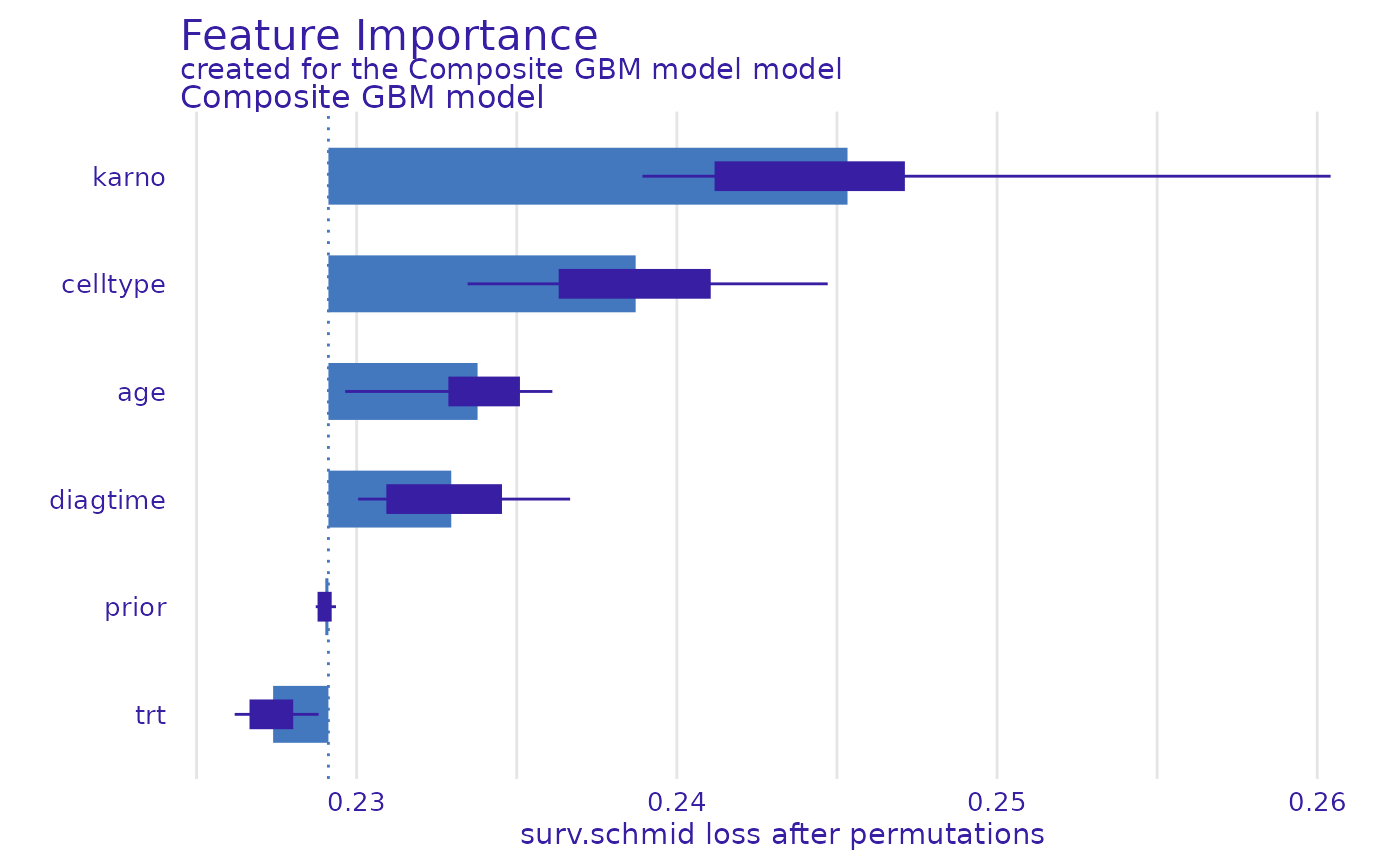 Feature Importance
created for the Composite GBM model model
Composite GBM model
karno
celltype
age
diagtime
prior
trt
0.23 0.24 0.25 0.26
surv.schmid loss after permutations